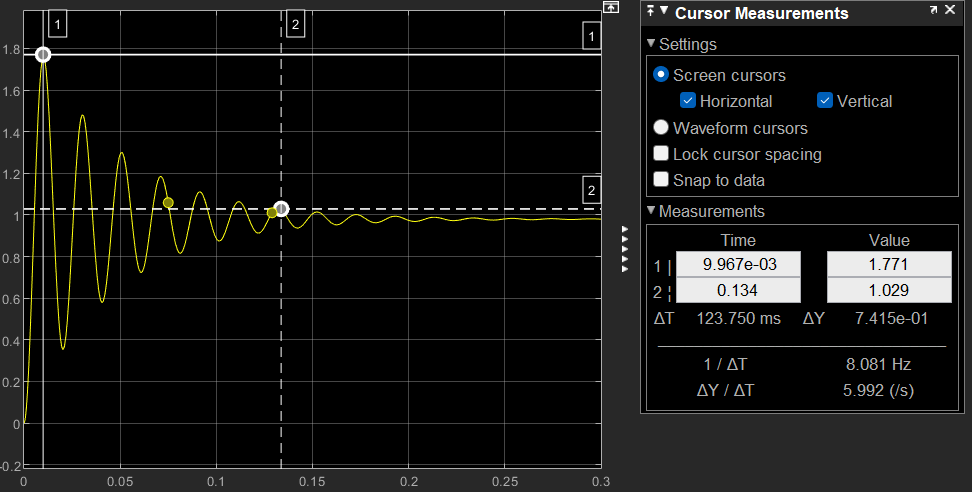 1
2
1
2
1.8
1.6
1.4
1.2
1
0.8
0.6
0.4
0.2
0
-0.2
0 0.05 0.1 0.15 0.2 0.25 0.3
Cursor Measurements
Settings
Screen cursors
Horizontal Vertical
Waveform cursors
Lock cursor spacing
Snap to data
Measurements
Time Value
1 | 9.967e-03 1.771
2 ¦ 0.134 1.029
ΔT 123.750 ms ΔY 7.415e-01
1 / ΔT 8.081 Hz
ΔY / ΔT 5.992 (/s)